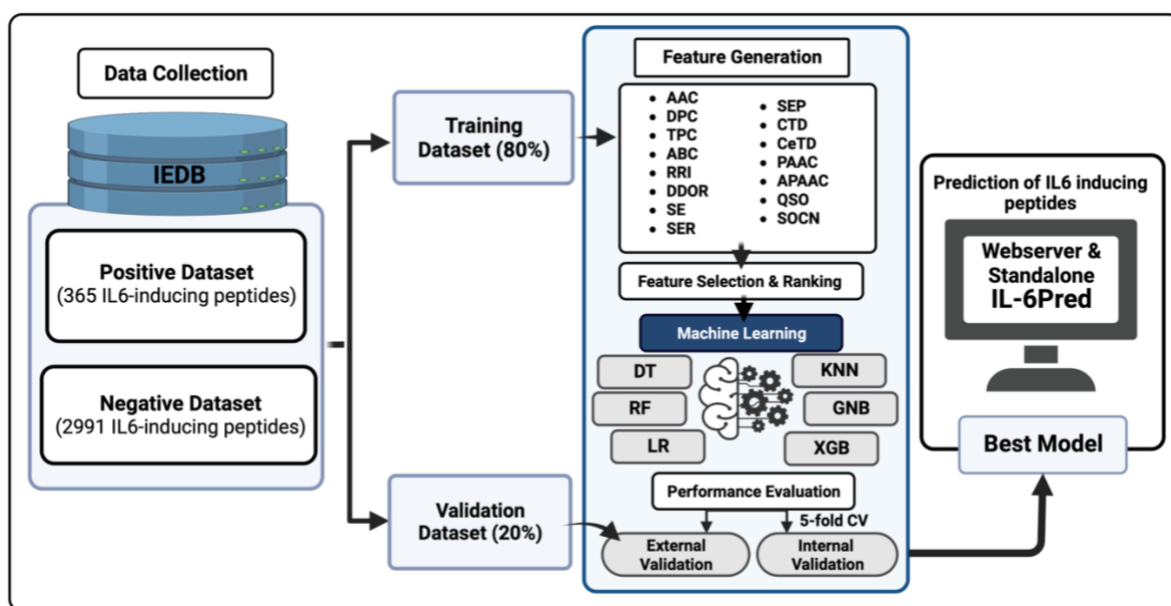 Data Collection
IEDB
Positive Dataset
(365 IL6-inducing peptides)
Negative Dataset
(2991 IL6-inducing peptides)
Training
Dataset (80%)
Validation
Dataset (20%)
Feature Generation
• AAC
• DPC
• TPC
• ABC
• RRI
• DDOR
• SE
• SER
• SEP
• CTD
• CeTD
• PAAC
• APAAC
• QSO
• SOCN
Feature Selection & Ranking
Machine Learning
DT
RF
LR
KNN
GNB
XGB
Performance Evaluation
5-fold CV
External
Validation
Internal
Validation
Prediction of IL6 inducing
peptides
Webserver &
Standalone
IL-6Pred
Best Model